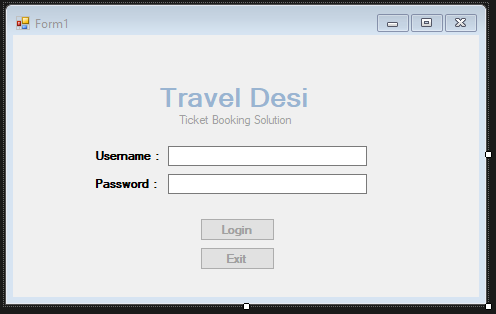 Form1
Travel Desi
Ticket Booking Solution
Username :
Password :
Login
Exit